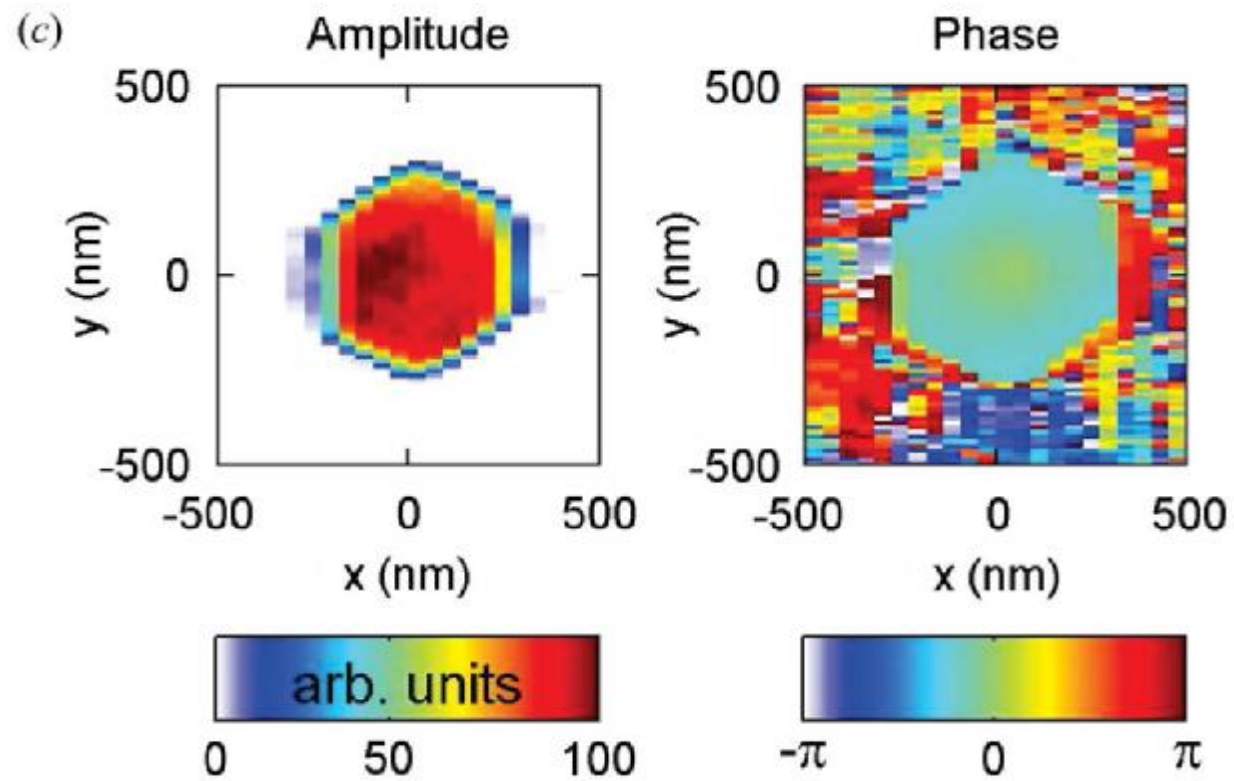 (c)
Amplitude
Phase
500
0
-500
y (nm)
-500 0 500
x (nm)
500
0
-500
y (nm)
-500 0 500
x (nm)
arb. units
0 50 100
-π 0 π